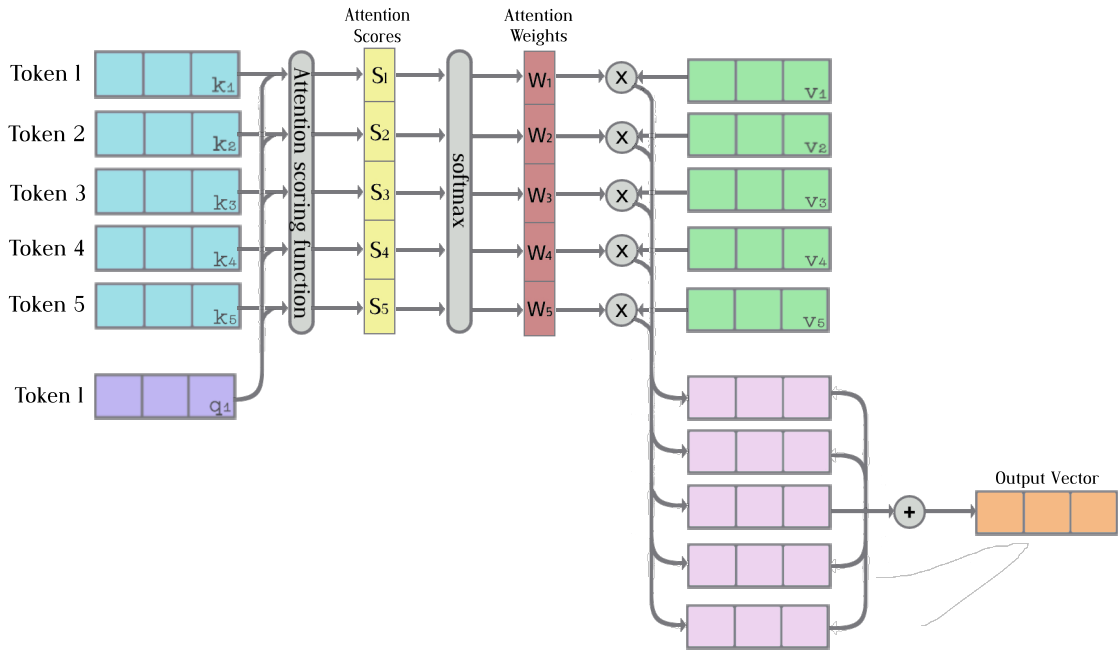 Attention
Scores
Attention
Weights
Token 1
k1
S1
W1
x
v1
Token 2
k2
S2
W2
x
v2
Token 3
k3
S3
W3
x
v3
Token 4
k4
S4
W4
x
v4
Token 5
k5
S5
W5
x
v5
Attention scoring function
softmax
Token 1
q1
Output Vector
+